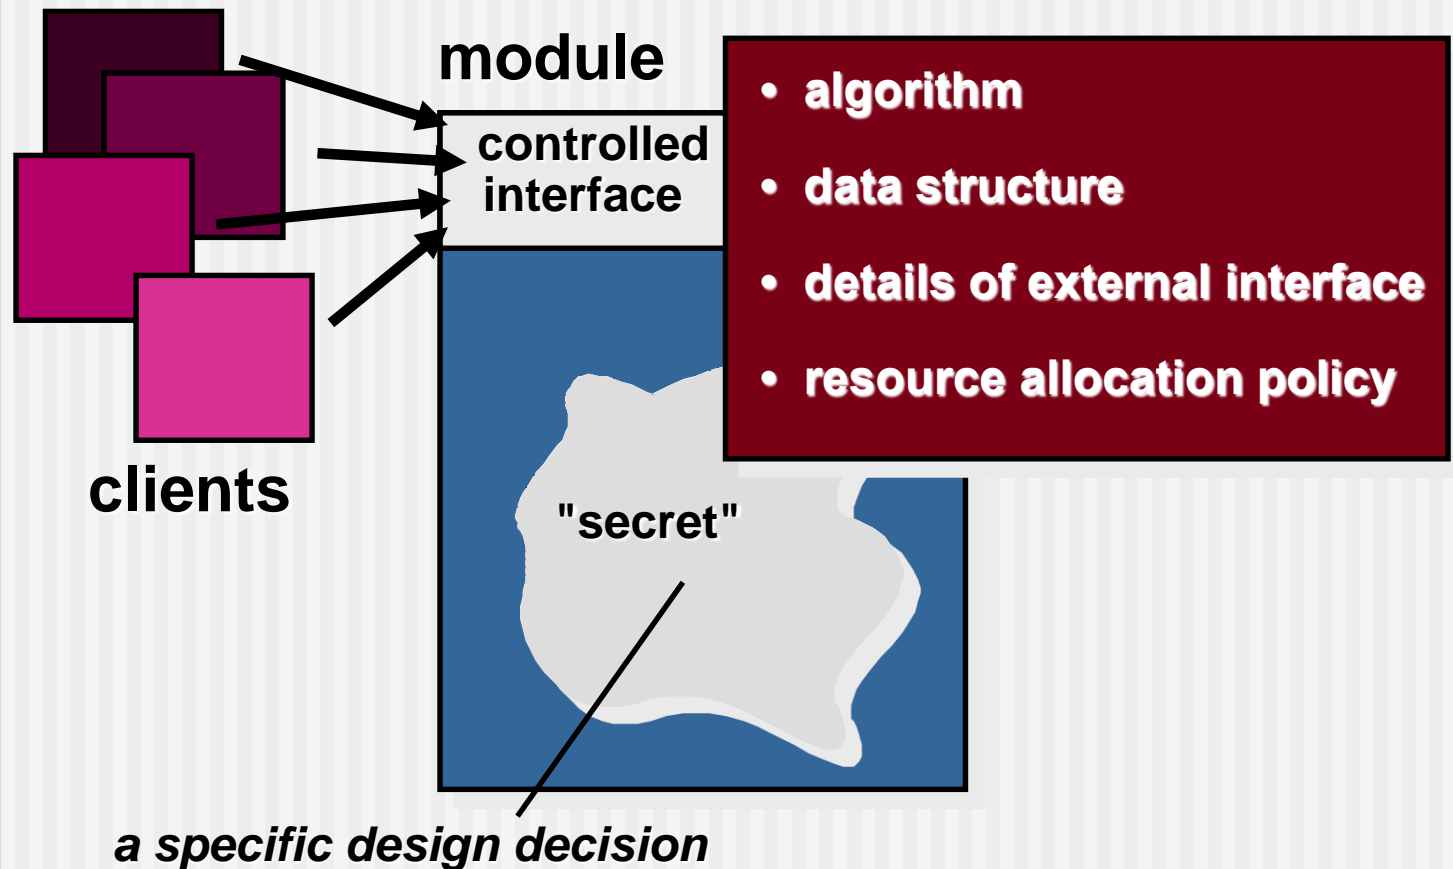 module
controlled
interface
• algorithm
• data structure
• details of external interface
• resource allocation policy
clients
"secret"
a specific design decision